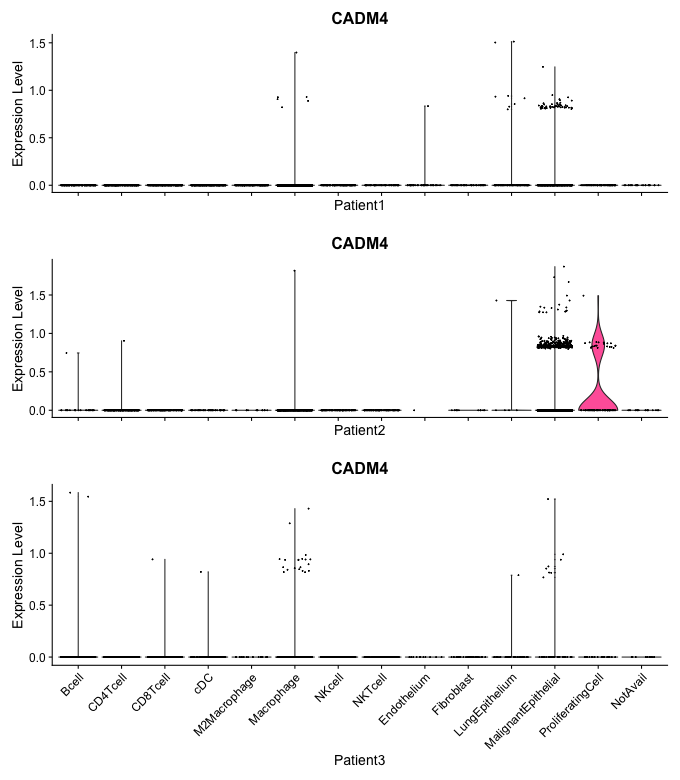 CADM4
Expression Level
1.5
1.0
0.5
0.0
Patient1
CADM4
Expression Level
1.5
1.0
0.5
0.0
Patient2
CADM4
Expression Level
1.5
1.0
0.5
0.0
Bcell
CD4Tcell
CD8Tcell
cDC
M2Macrophage
Macrophage
NKcell
NKTcell
Endothelium
Fibroblast
LungEpithelium
MalignantEpithelial
ProliferatingCell
NotAvail
Patient3